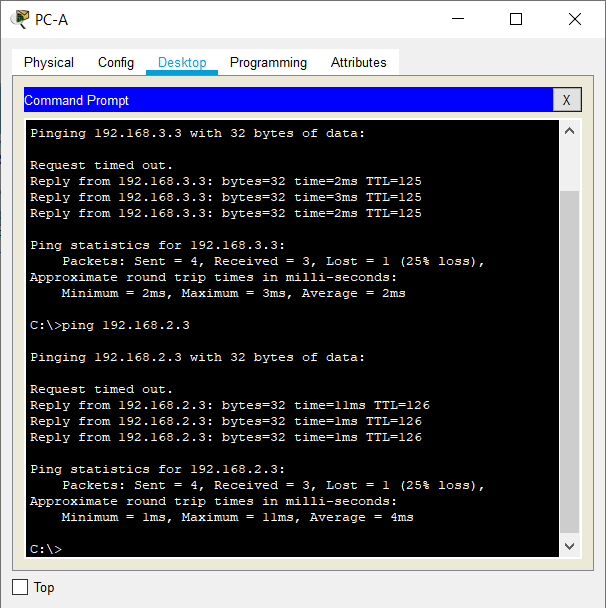 PC-A
Physical Config Desktop Programming Attributes
Command Prompt
X
Pinging 192.168.3.3 with 32 bytes of data:
Request timed out.
Reply from 192.168.3.3: bytes=32 time=2ms TTL=125
Reply from 192.168.3.3: bytes=32 time=3ms TTL=125
Reply from 192.168.3.3: bytes=32 time=2ms TTL=125
Ping statistics for 192.168.3.3:
    Packets: Sent = 4, Received = 3, Lost = 1 (25% loss),
Approximate round trip times in milli-seconds:
    Minimum = 2ms, Maximum = 3ms, Average = 2ms
C:\>ping 192.168.2.3
Pinging 192.168.2.3 with 32 bytes of data:
Request timed out.
Reply from 192.168.2.3: bytes=32 time=11ms TTL=126
Reply from 192.168.2.3: bytes=32 time=1ms TTL=126
Reply from 192.168.2.3: bytes=32 time=1ms TTL=126
Ping statistics for 192.168.2.3:
    Packets: Sent = 4, Received = 3, Lost = 1 (25% loss),
Approximate round trip times in milli-seconds:
    Minimum = 1ms, Maximum = 11ms, Average = 4ms
C:\>
Top